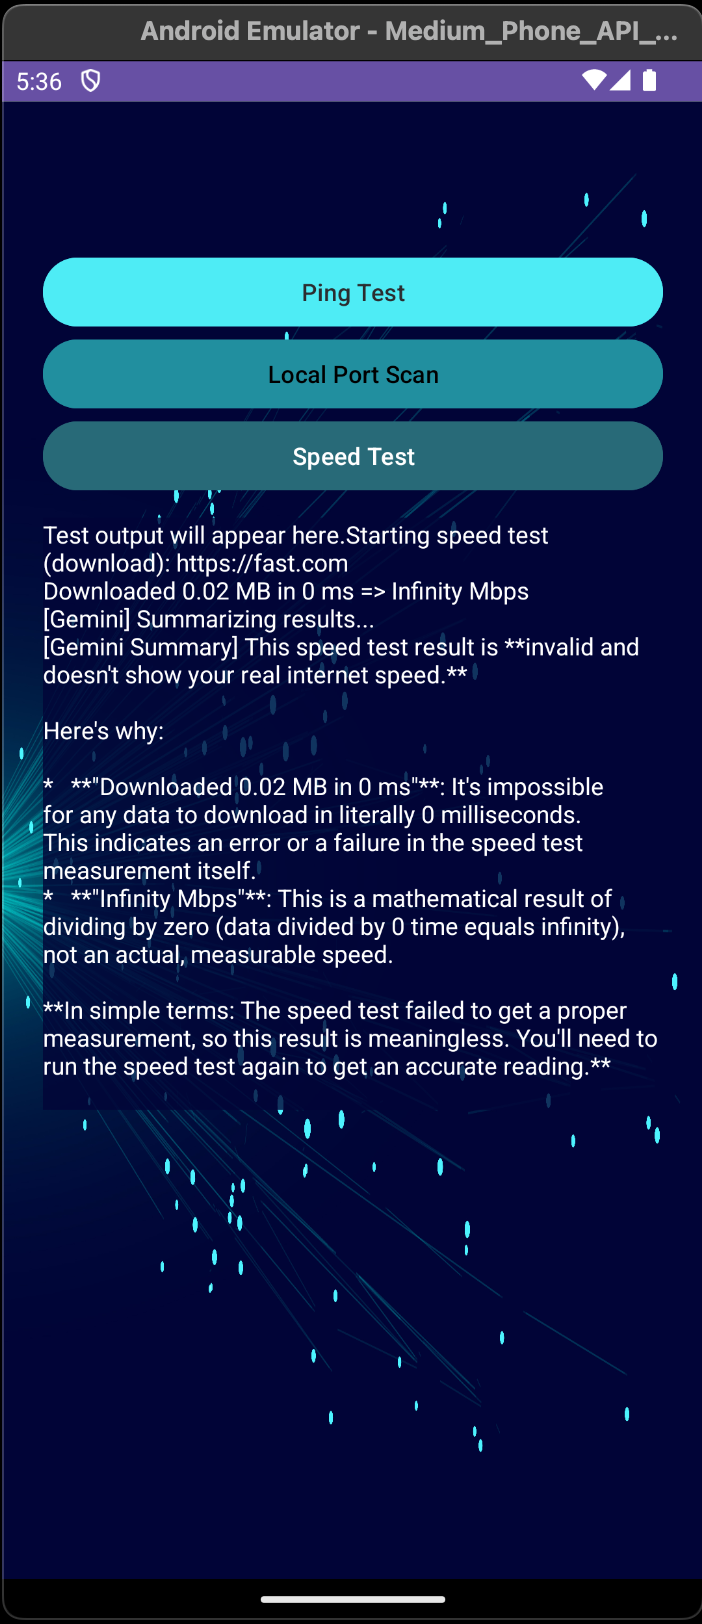 Android Emulator - Medium_Phone_API_...
5:36
Ping Test
Local Port Scan
Speed Test
Test output will appear here.Starting speed test
(download): https://fast.com
Downloaded 0.02 MB in 0 ms => Infinity Mbps
[Gemini] Summarizing results...
[Gemini Summary] This speed test result is **invalid and
doesn't show your real internet speed.**
Here's why:
*   **"Downloaded 0.02 MB in 0 ms"**: It's impossible
for any data to download in literally 0 milliseconds.
This indicates an error or a failure in the speed test
measurement itself.
*   **"Infinity Mbps"**: This is a mathematical result of
dividing by zero (data divided by 0 time equals infinity),
not an actual, measurable speed.
**In simple terms: The speed test failed to get a proper
measurement, so this result is meaningless. You'll need to
run the speed test again to get an accurate reading.**